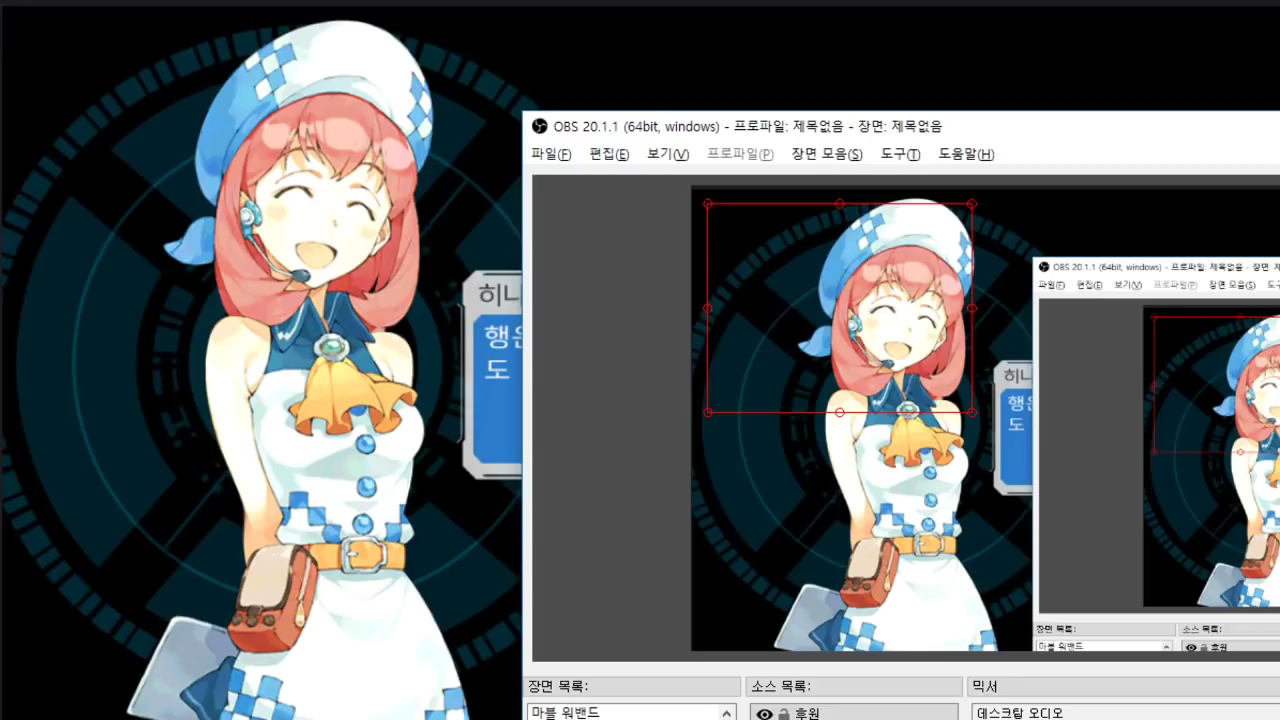 히니
행운
도
OBS 20.1.1 (64bit, windows) - 프로파일: 제목없음 - 장면: 제목없음
파일(F) 편집(E) 보기(V) 프로파일(P) 장면 모음(S) 도구(T) 도움말(H)
히니
행운
도
OBS 20.1.1 (64bit, windows) - 프로파일: 제목없음 - 장면: 제
파일(F) 편집(E) 보기(V) 프로파일(P) 장면 모음(S) 도구
장면 목록: 소스 목록:
마블 워밴드 후원
장면 목록: 소스 목록: 믹서
마블 워밴드 후원 데스크탑 오디오